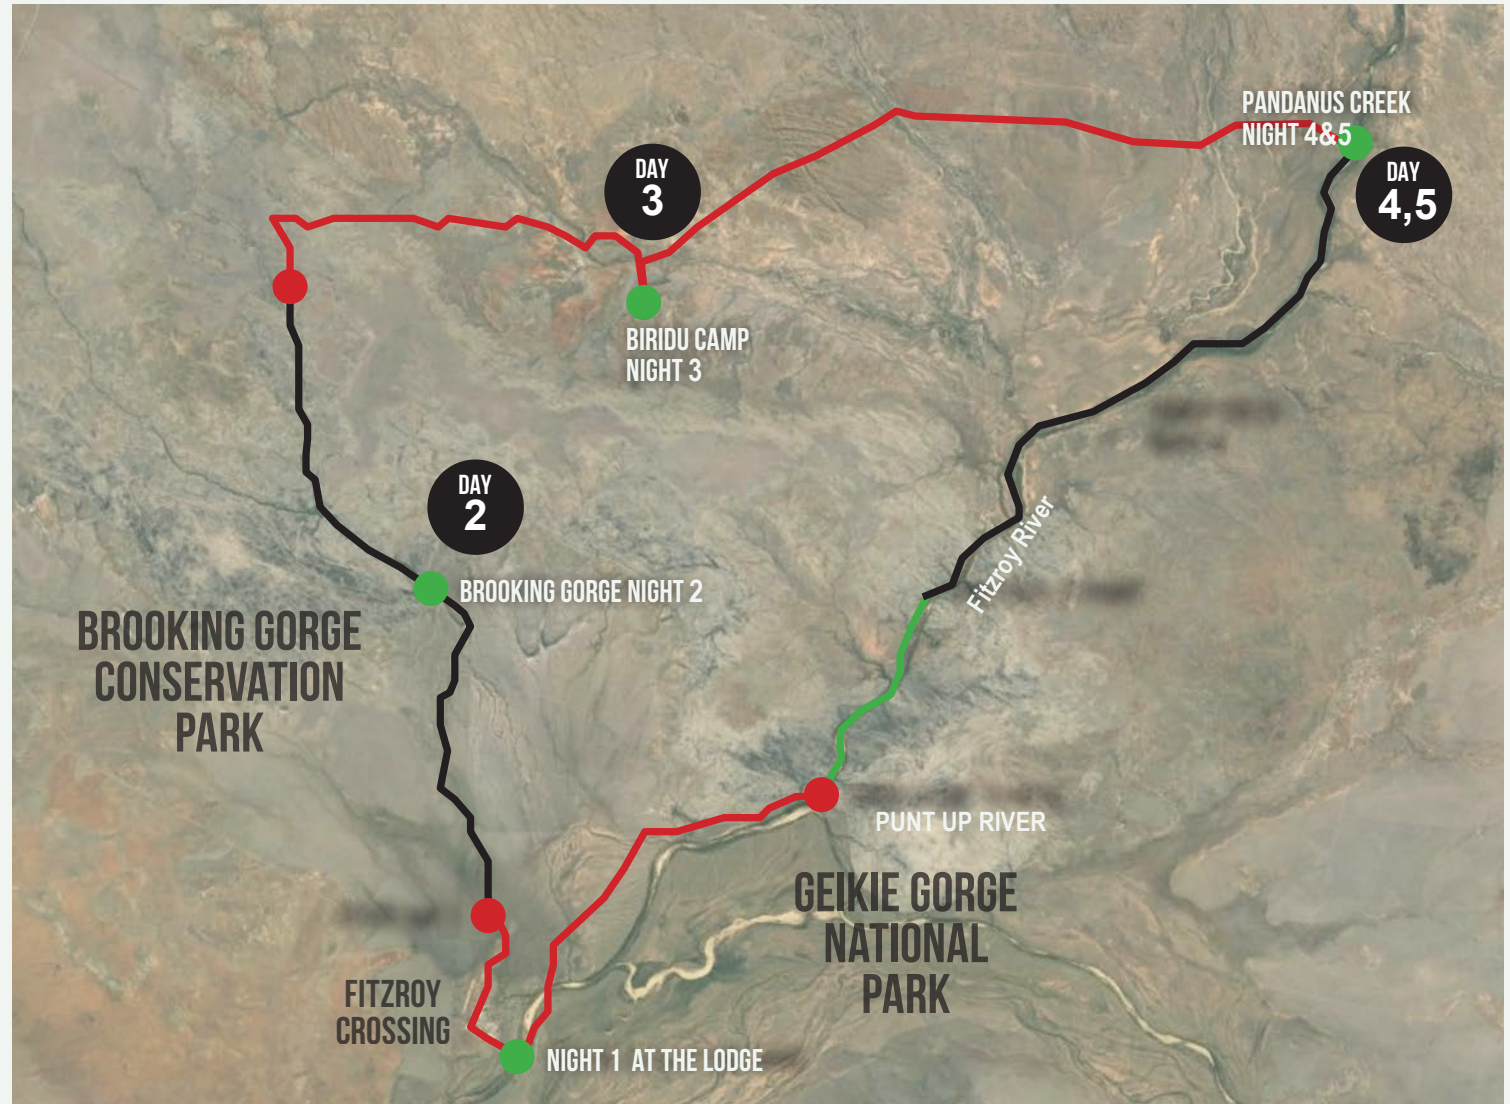 PANDANUS CREEK
NIGHT 4&5
DAY
4,5
DAY
3
BIRIDU CAMP
NIGHT 3
DAY
2
BROOKING GORGE NIGHT 2
Fitzroy River
BROOKING GORGE
CONSERVATION
PARK
PUNT UP RIVER
GEIKIE GORGE
NATIONAL
PARK
FITZROY
CROSSING
NIGHT 1 AT THE LODGE